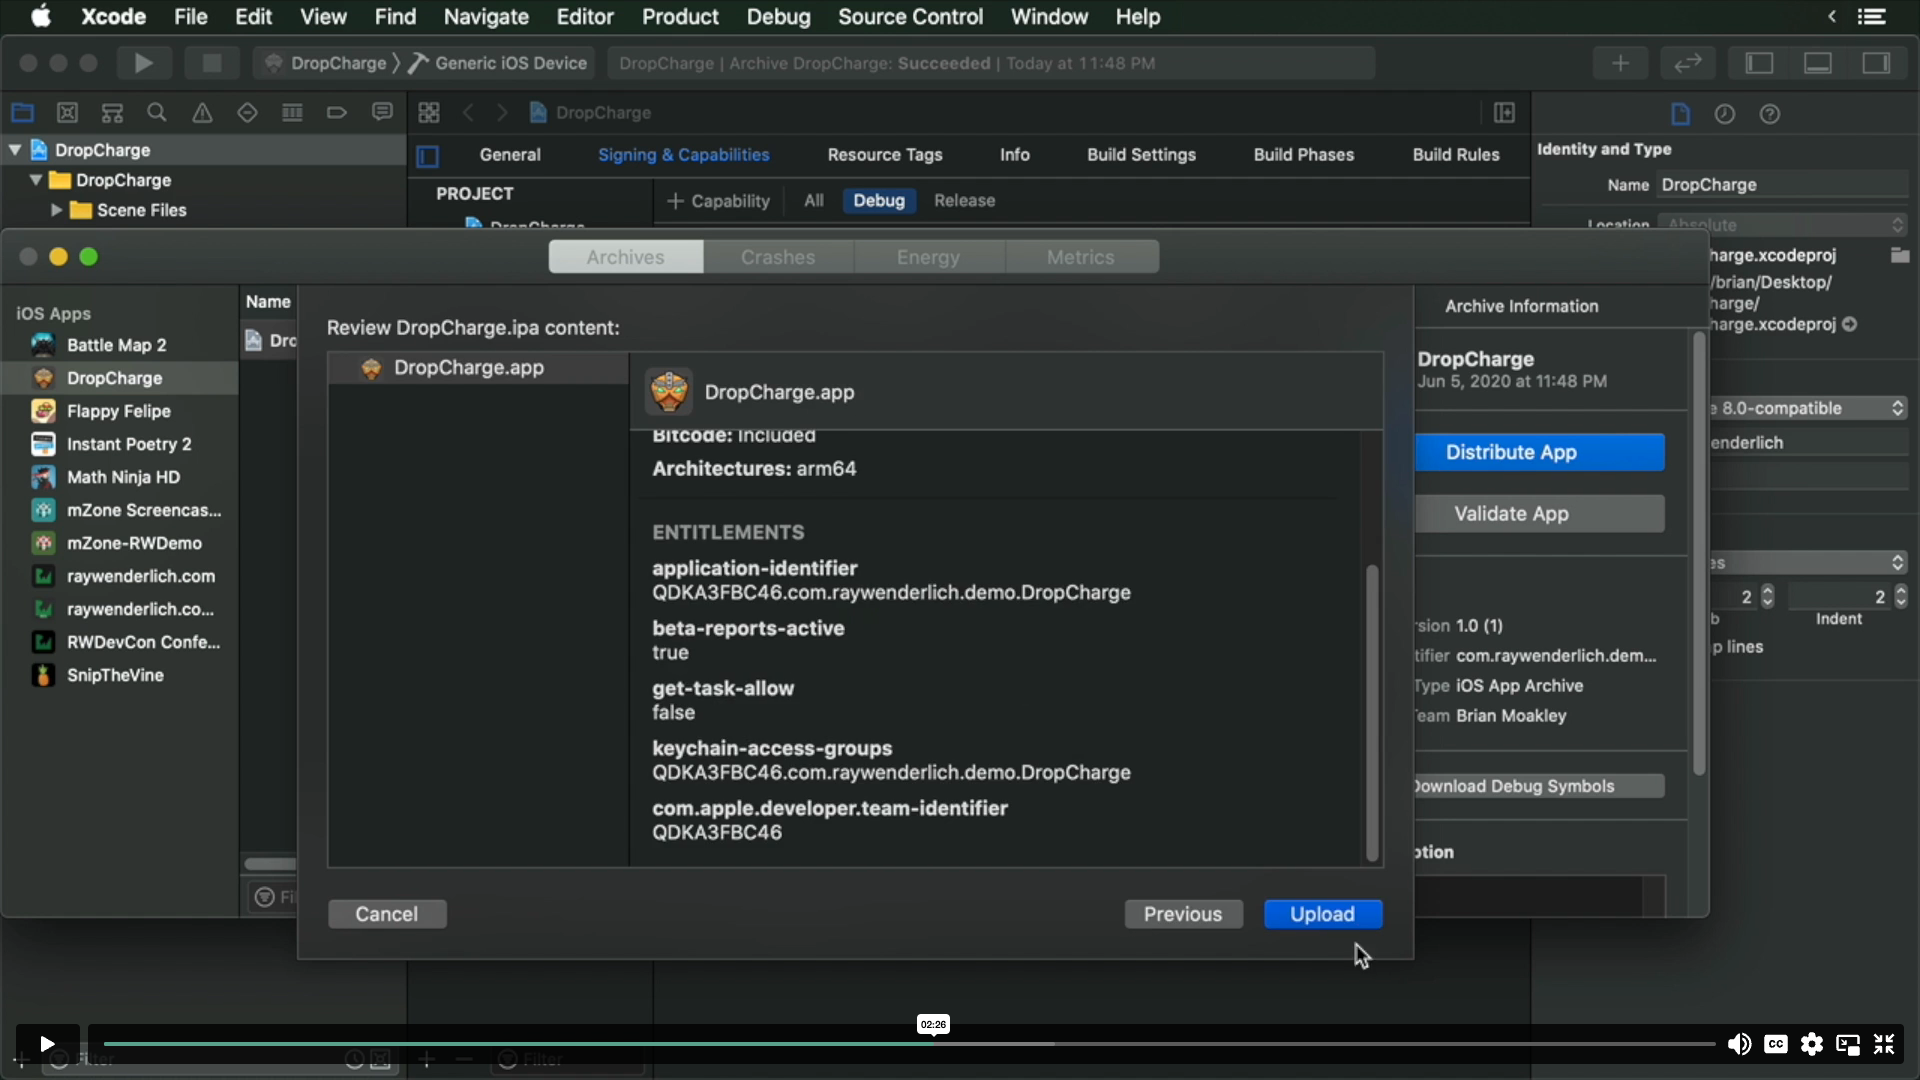 Xcode File Edit View Find Navigate Editor Product Debug Source Control Window Help
DropCharge Generic iOS Device
DropCharge | Archive DropCharge: Succeeded | Today at 11:48 PM
DropCharge
DropCharge
DropCharge
Scene Files
General Signing & Capabilities Resource Tags Info Build Settings Build Phases Build Rules
PROJECT
DropCharge
+ Capability All Debug Release
Identity and Type
Name DropCharge
Location Absolute
harge.xcodeproj
/brian/Desktop/
harge/
harge.xcodeproj
e 8.0-compatible
enderlich
es
2 2
b Indent
p lines
Archives Crashes Energy Metrics
iOS Apps
Battle Map 2
DropCharge
Flappy Felipe
Instant Poetry 2
Math Ninja HD
mZone Screencas...
mZone-RWDemo
raywenderlich.com
raywenderlich.co...
RWDevCon Confe...
SnipTheVine
Name
Dro
Fil
Review DropCharge.ipa content:
DropCharge.app
DropCharge.app
Bitcode: Included
Architectures: arm64
ENTITLEMENTS
application-identifier
QDKA3FBC46.com.raywenderlich.demo.DropCharge
beta-reports-active
true
get-task-allow
false
keychain-access-groups
QDKA3FBC46.com.raywenderlich.demo.DropCharge
com.apple.developer.team-identifier
QDKA3FBC46
Cancel Previous Upload
Archive Information
DropCharge
Jun 5, 2020 at 11:48 PM
Distribute App
Validate App
rsion 1.0 (1)
tifier com.raywenderlich.dem...
Type iOS App Archive
Team Brian Moakley
Download Debug Symbols
ption
02:26
Filter
Filter
CC